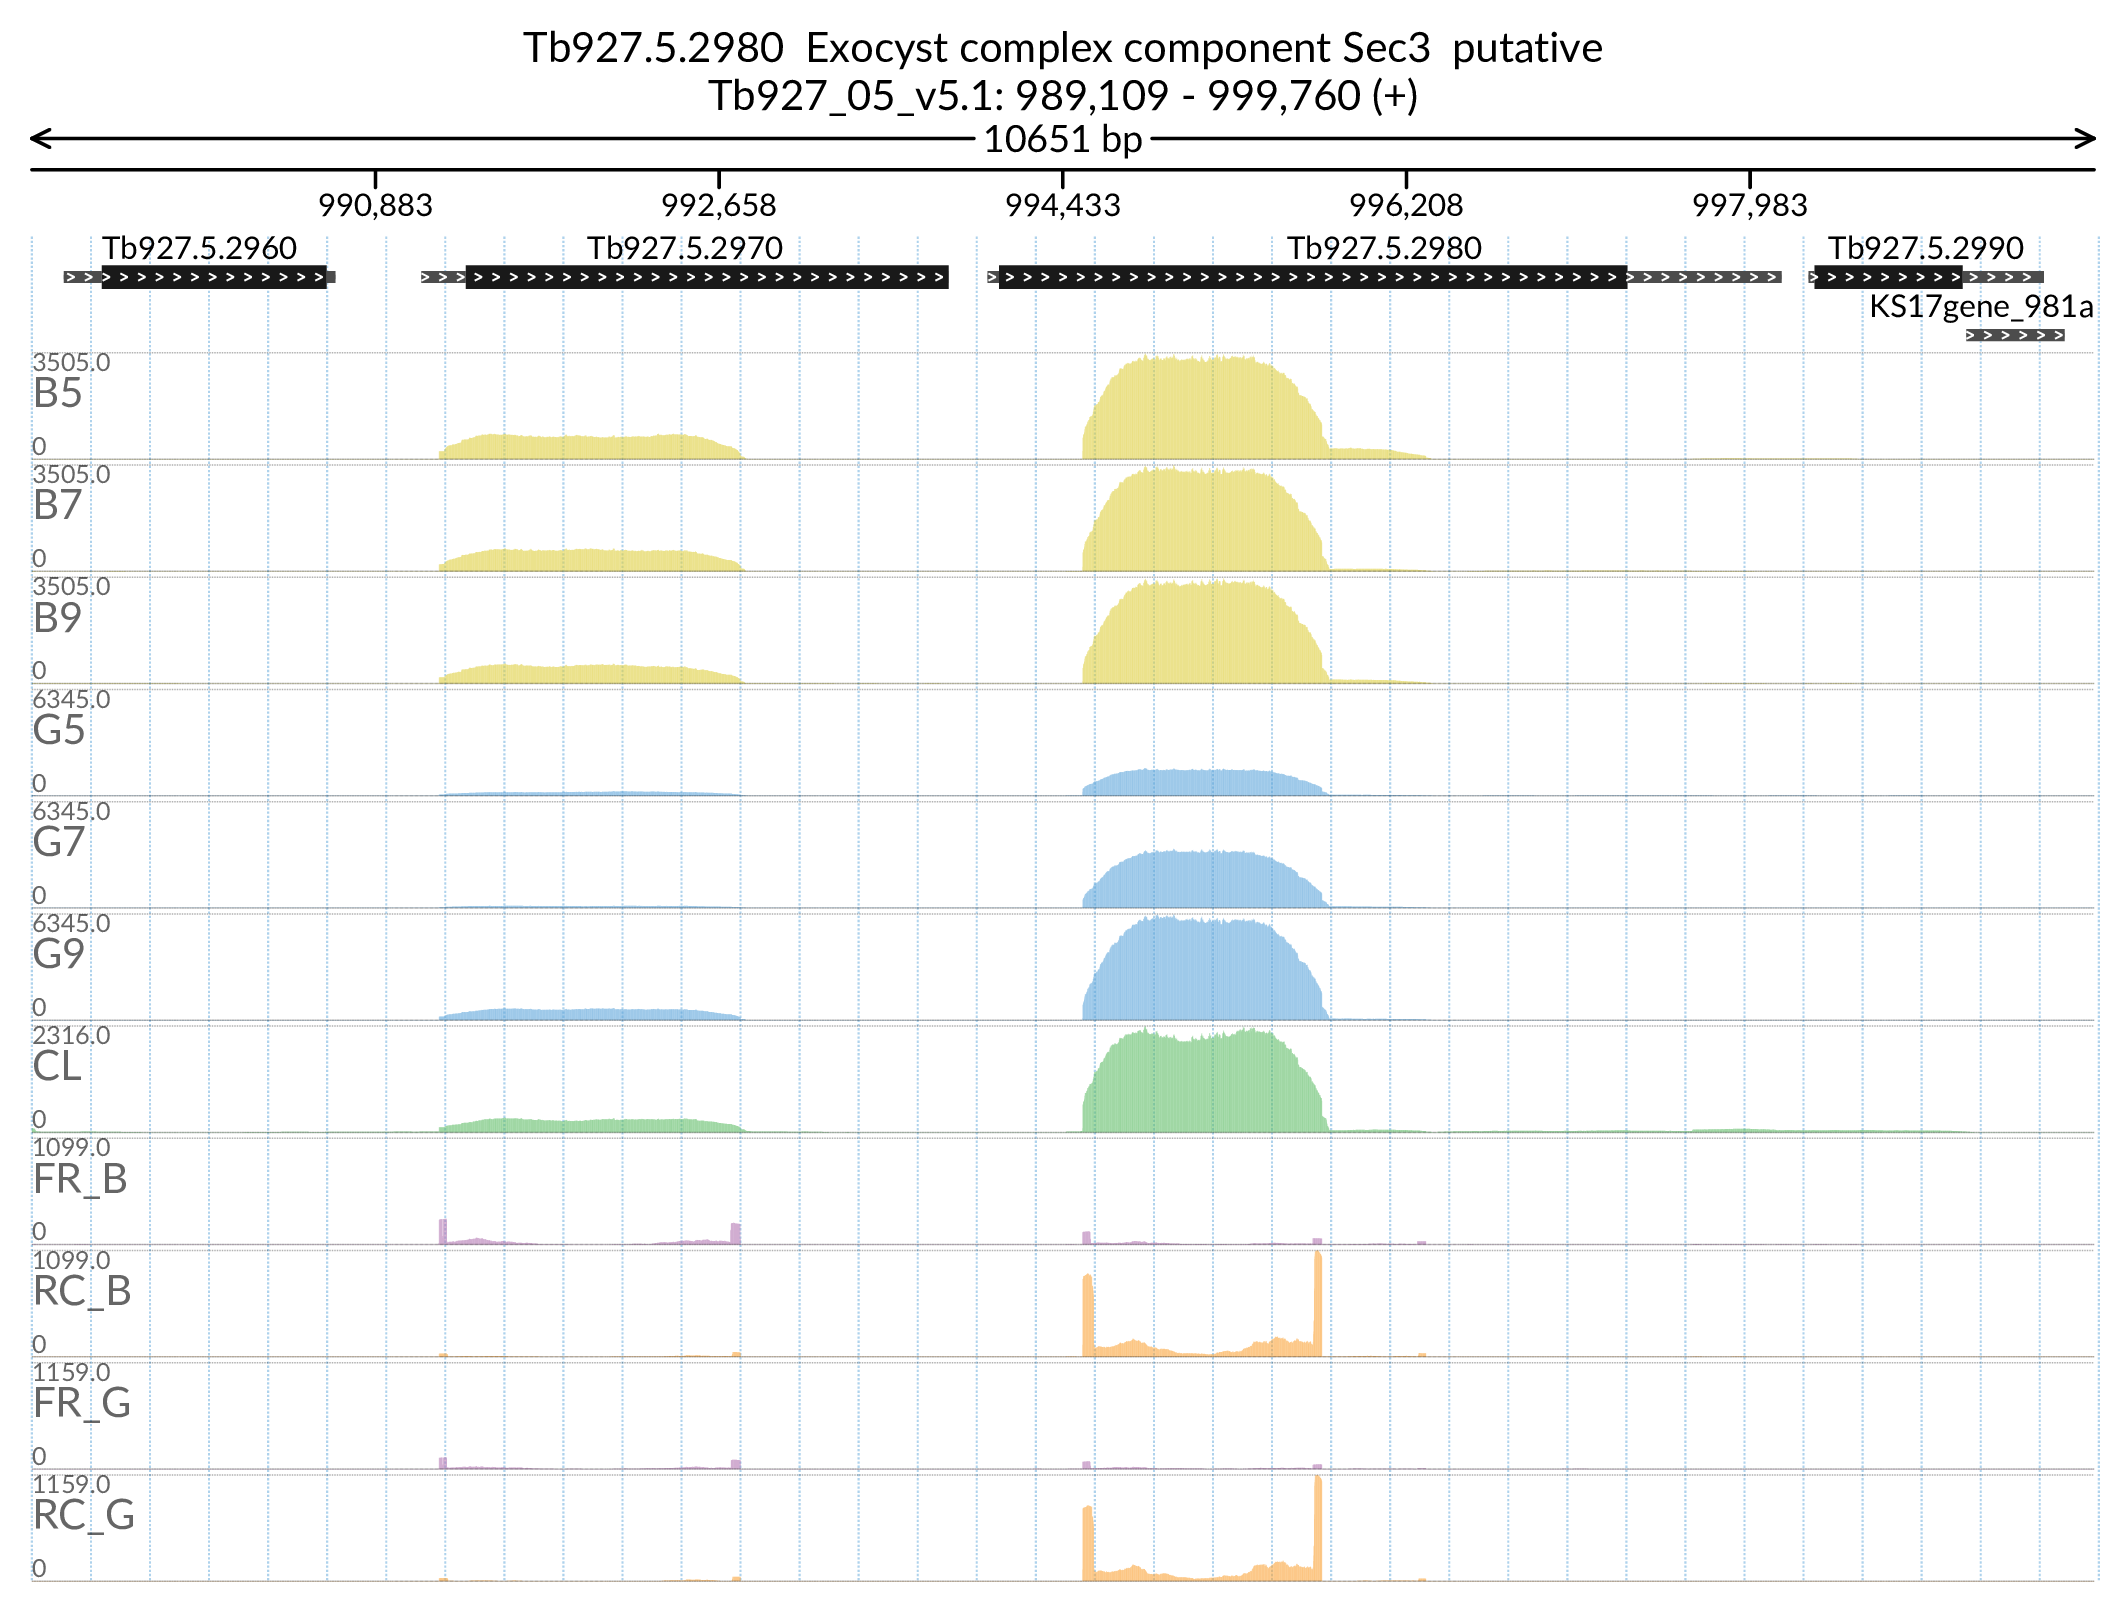 Tb927.5.2980  Exocyst complex component Sec3  putative
Tb927_05_v5.1: 989,109 - 999,760 (+)
10651 bp
990,883 992,658 994,433 996,208 997,983
Tb927.5.2960 Tb927.5.2970 Tb927.5.2980 Tb927.5.2990
KS17gene_981a
3505.0
B5
0
3505.0
B7
0
3505.0
B9
0
6345.0
G5
0
6345.0
G7
0
6345.0
G9
0
2316.0
CL
0
1099.0
FR_B
0
1099.0
RC_B
0
1159.0
FR_G
0
1159.0
RC_G
0